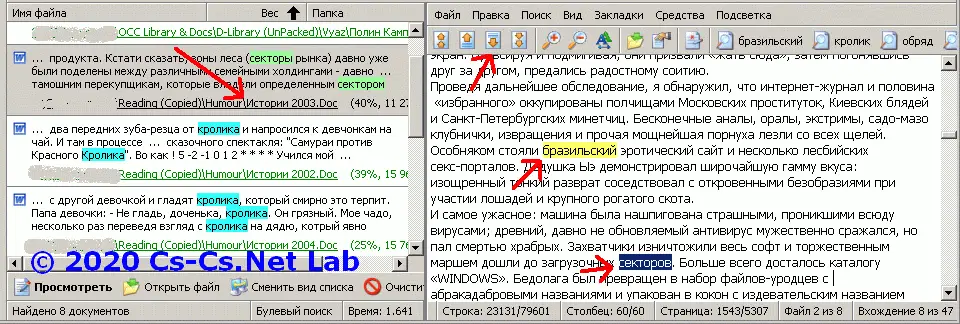 Имя файла Вес Папка
OCC Library & Docs\D-Library (UnPacked)\Vyaz\Полин Камп
... продукта. Кстати сказать, зоны леса (секторы рынка) давно уже
были поделены между различными семейными холдингами - давно ...
... тамошним перекупщикам, которые владели определенным сектором
Reading (Copied)\Humour\Истории 2003.Doc (40%, 11 27
... два передних зуба-резца от кролика и напросился к девчонкам на
чай. И там в процессе ... сказочного спектакля: "Самураи против
Красного Кролика". Во как ! 5 -2 -1 0 1 2 * * * * Учился мой ...
Reading (Copied)\Humour\Истории 2002.Doc (39%, 15 96
... с другой девочкой и гладят кролика, который смирно это терпит.
Папа девочки: - Не гладь, доченька, кролика. Он грязный. Мое чадо,
несколько раз переведя взгляд с кролика на дядю, котрый явно
Reading (Copied)\Humour\Истории 2004.Doc (25%, 15 76
© 2020 Cs-Cs.Net Lab
Просмотреть Открыть файл Сменить вид списка Очисти
Найдено 8 документов Булевый поиск Время: 1.641
Файл Правка Поиск Вид Закладки Средства Подсветка
бразильский кролик обряд
экран. Фиксируя и подмигивая, они призвали «жать сюда», затем погонявшись
друг за другом, предались радостному соитию.
Проведя дальнейшее обследование, я обнаружил, что интернет-журнал и половина
«избранного» оккупированы полчищами Московских проституток, Киевских блядей
и Санкт-Петербургских минетчиц. Бесконечные аналы, оралы, экстримы, садо-мазо
клубнички, извращения и прочая мощнейшая порнуха лезли со всех щелей.
Особняком стояли бразильский эротический сайт и несколько лесбийских
секс-порталов. Дедушка Ыэ демонстрировал широчайшую гамму вкуса:
изощренный тонкий разврат соседствовал с откровенными безобразиями при
участии лошадей и крупного рогатого скота.
И самое ужасное: машина была нашпигована страшными, проникшими всюду
вирусами; древний, давно не обновляемый антивирус мужественно сражался, но
пал смертью храбрых. Захватчики изничтожили весь софт и торжественным
маршем дошли до загрузочных секторов. Больше всего досталось каталогу
«WINDOWS». Бедолага был превращен в набор файлов-уродцев с
абракадабровыми названиями и упакован в кокон с издевательским названием
Строка: 23131/79601 Столбец: 60/60 Страница: 1543/5307 Файл 2 из 8 Вхождение 8 из 47